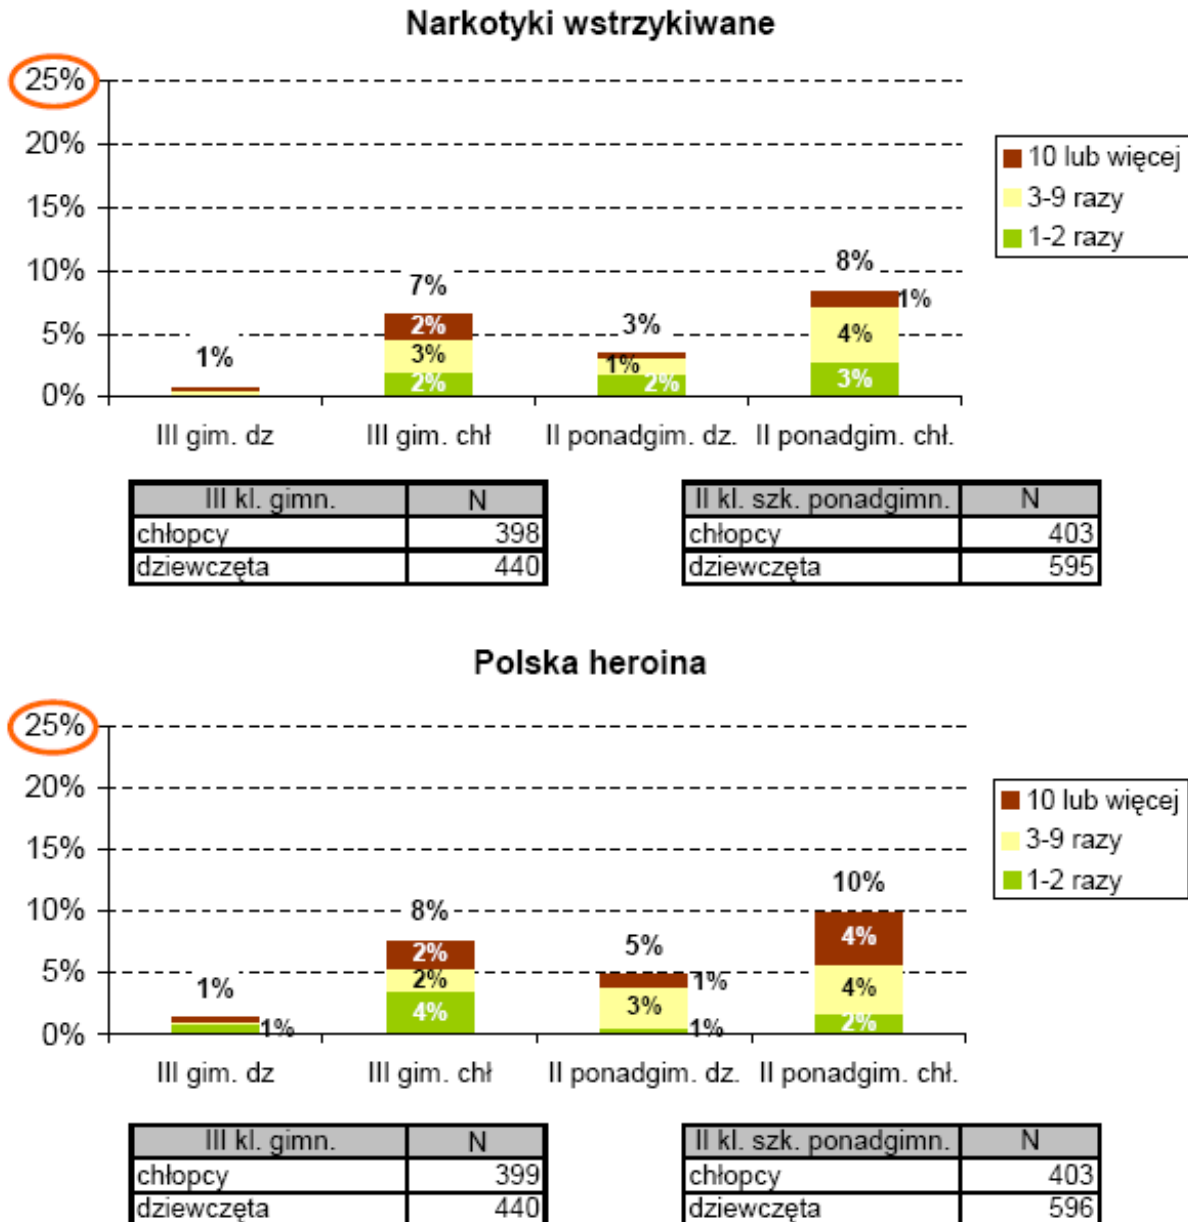 Narkotyki wstrzykiwane
25%
20%
15%
10%
5%
0%
1%
7%
2%
3%
2%
3%
1%
2%
8%
1%
4%
3%
III gim. dz
III gim. chł
II ponadgim. dz.
II ponadgim. chł.
10 lub więcej
3-9 razy
1-2 razy
III kl. gimn. N
chłopcy 398
dziewczęta 440
II kl. szk. ponadgimn. N
chłopcy 403
dziewczęta 595
Polska heroina
25%
20%
15%
10%
5%
0%
1%
1%
8%
2%
2%
4%
5%
1%
3%
1%
10%
4%
4%
2%
III gim. dz
III gim. chł
II ponadgim. dz.
II ponadgim. chł.
10 lub więcej
3-9 razy
1-2 razy
III kl. gimn. N
chłopcy 399
dziewczęta 440
II kl. szk. ponadgimn. N
chłopcy 403
dziewczęta 596